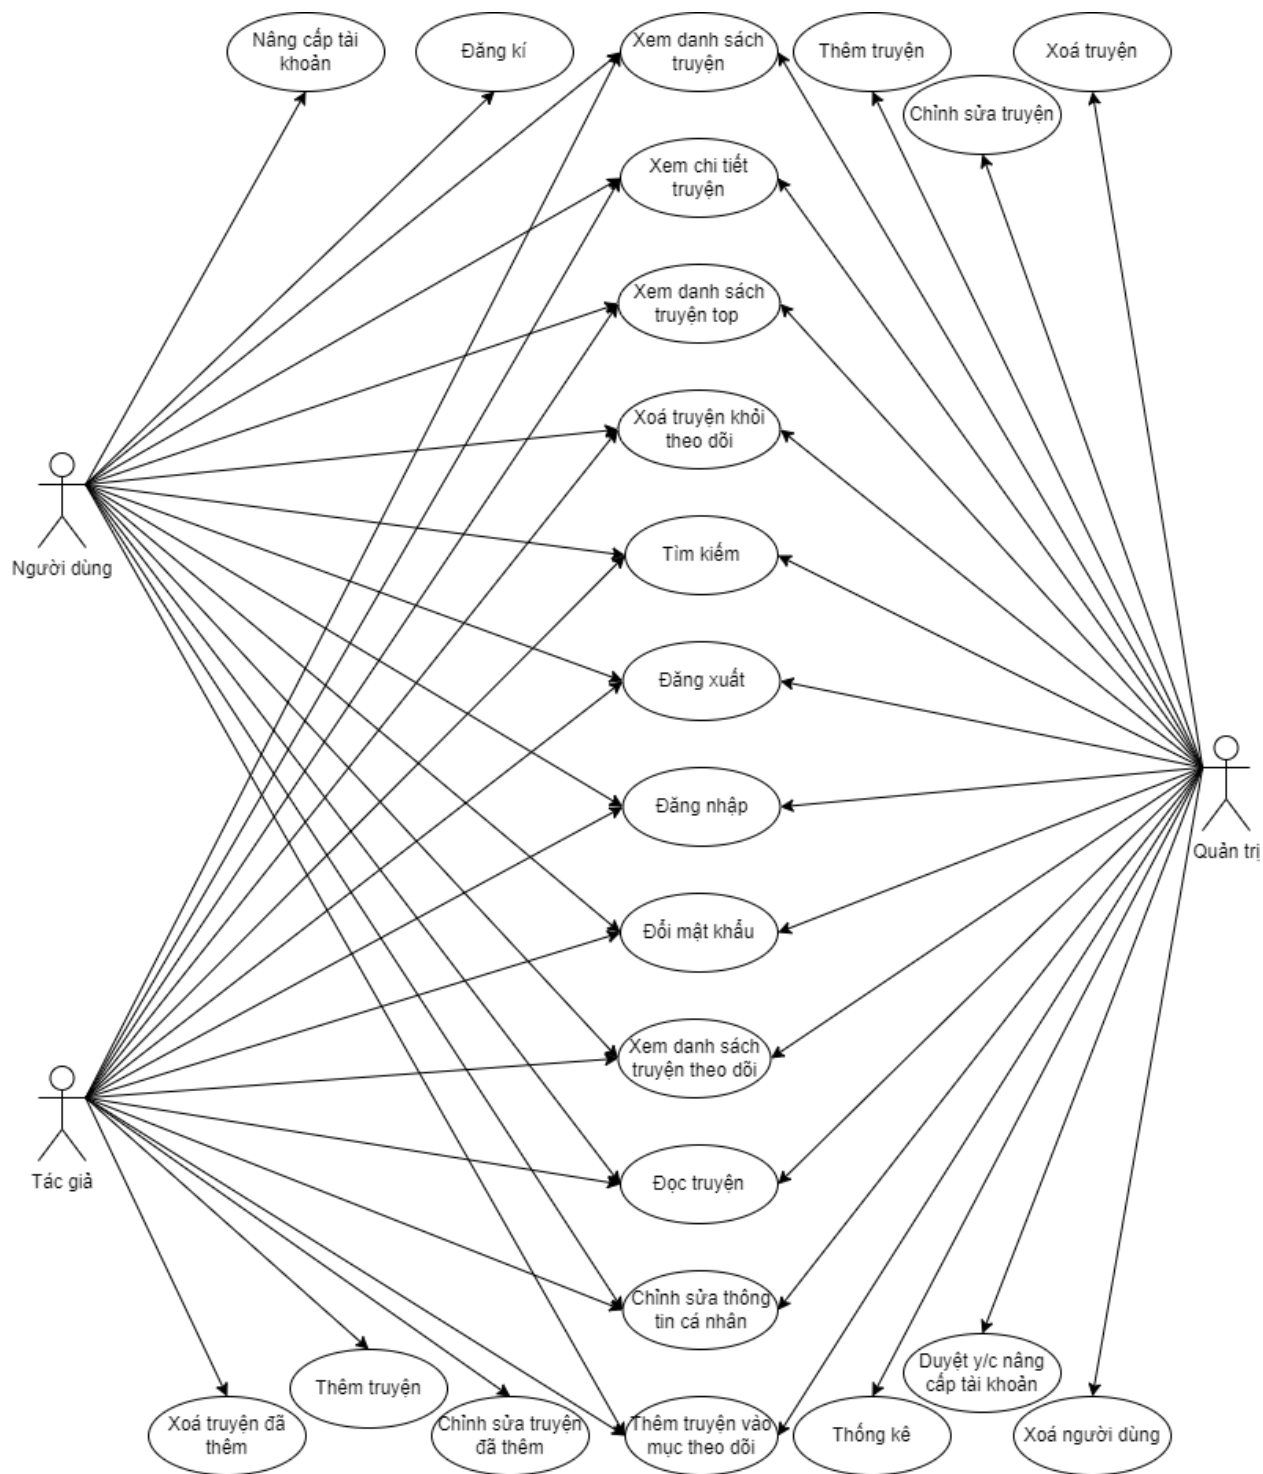 Nâng cấp tài
khoản
Đăng kí
Xem danh sách
truyện
Thêm truyện
Xoá truyện
Chỉnh sửa truyện
Xem chi tiết
truyện
Xem danh sách
truyện top
Xoá truyện khỏi
theo dõi
Người dùng
Tìm kiếm
Đăng xuất
Đăng nhập
Quản trị
Đổi mật khẩu
Xem danh sách
truyện theo dõi
Tác giả
Đọc truyện
Chỉnh sửa thông
tin cá nhân
Duyệt y/c nâng
cấp tài khoản
Thêm truyện
Xoá truyện đã
thêm
Chỉnh sửa truyện
đã thêm
Thêm truyện vào
mục theo dõi
Thống kê
Xoá người dùng